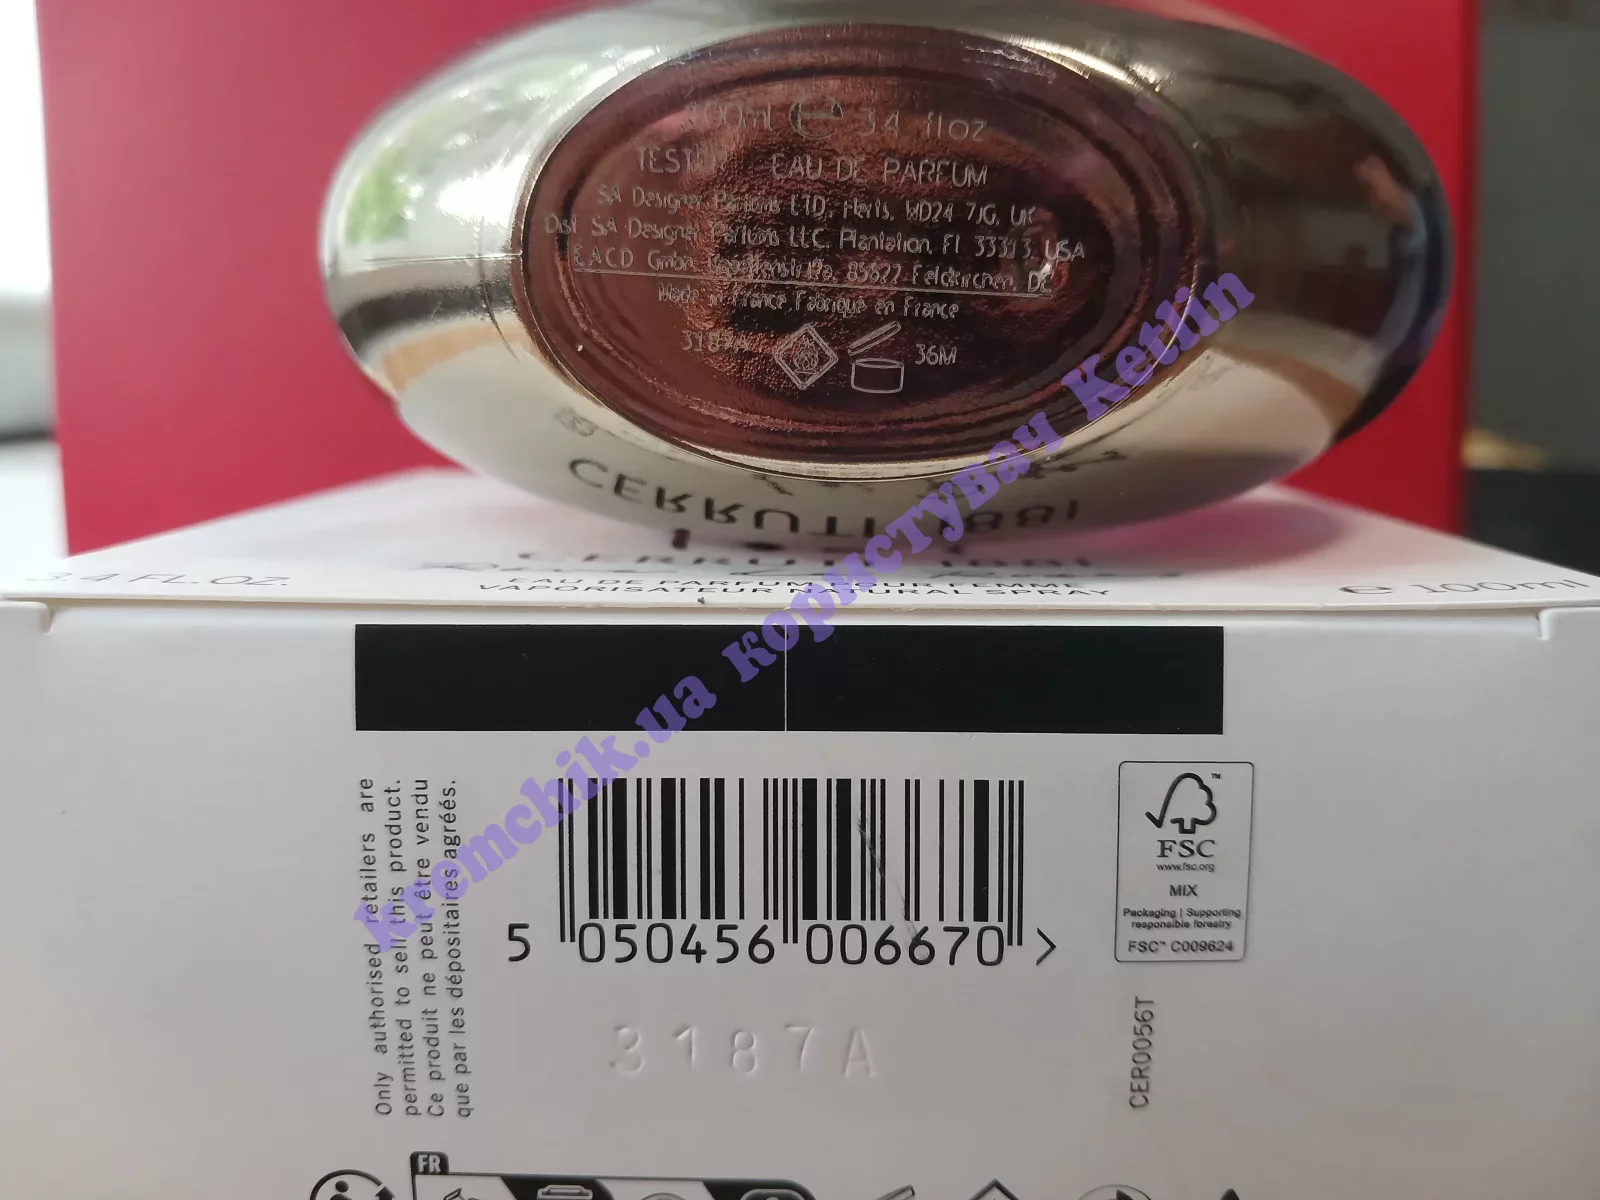 100ml e 3.4 fl oz
TESTER EAU DE PARFUM
SA Designer Parfums LTD, Herts, WD24 7JG, UK
Dist SA Designer Parfums LLC, Plantation, Fl 33313, USA
EACD GmbH, 85622 Feldkirchen, DE
Made in France, Fabriqué en France
3187A
36M
CERRUTI 1881
CERRUTI 1881
EAU DE PARFUM POUR FEMME
VAPORISATEUR NATURAL SPRAY
3.4 FL. OZ.
e 100ml
kremchik.ua користувач Ketlin
Only authorised retailers are
permitted to sell this product.
Ce produit ne peut être vendu
que par les dépositaires agréés.
5 050456 006670 >
FSC
www.fsc.org
MIX
Packaging | Supporting
responsible forestry
FSC™ C009624
CER0056T
3187A
FR